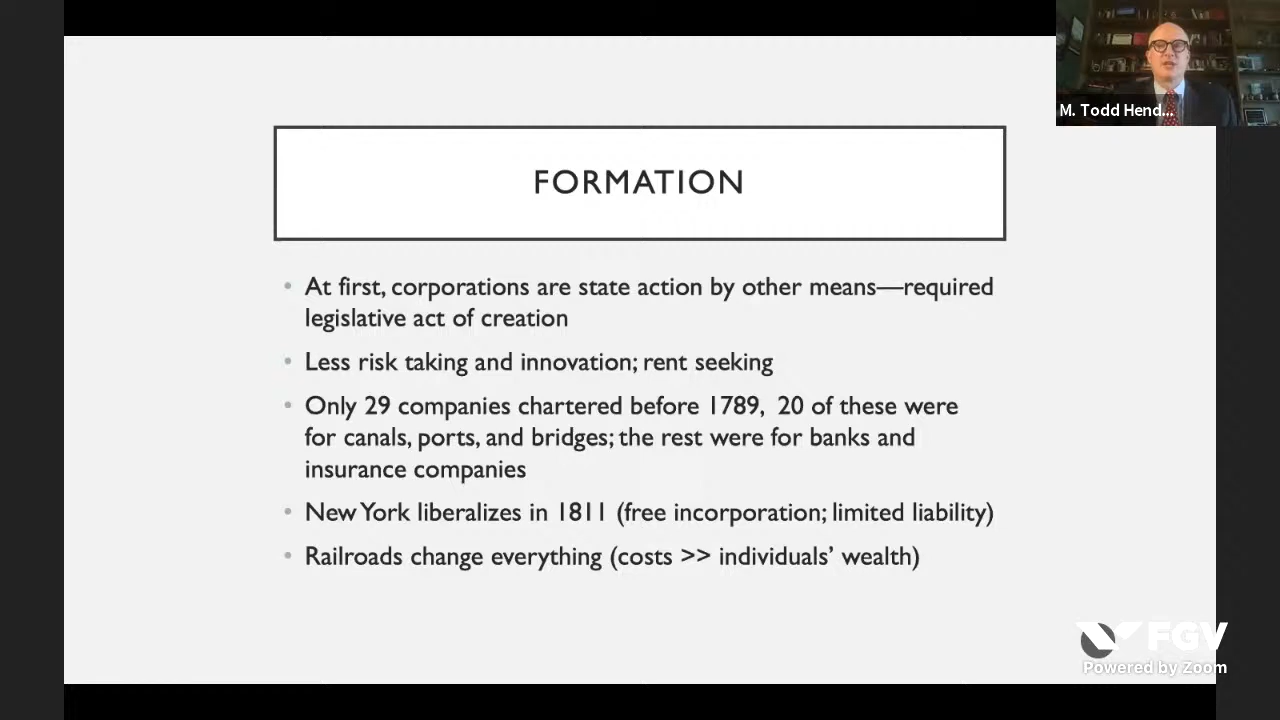 M. Todd Hend...
FORMATION
• At first, corporations are state action by other means—required
legislative act of creation
• Less risk taking and innovation; rent seeking
• Only 29 companies chartered before 1789,  20 of these were
for canals, ports, and bridges; the rest were for banks and
insurance companies
• New York liberalizes in 1811 (free incorporation; limited liability)
• Railroads change everything (costs >> individuals’ wealth)
FGV
Powered by Zoom